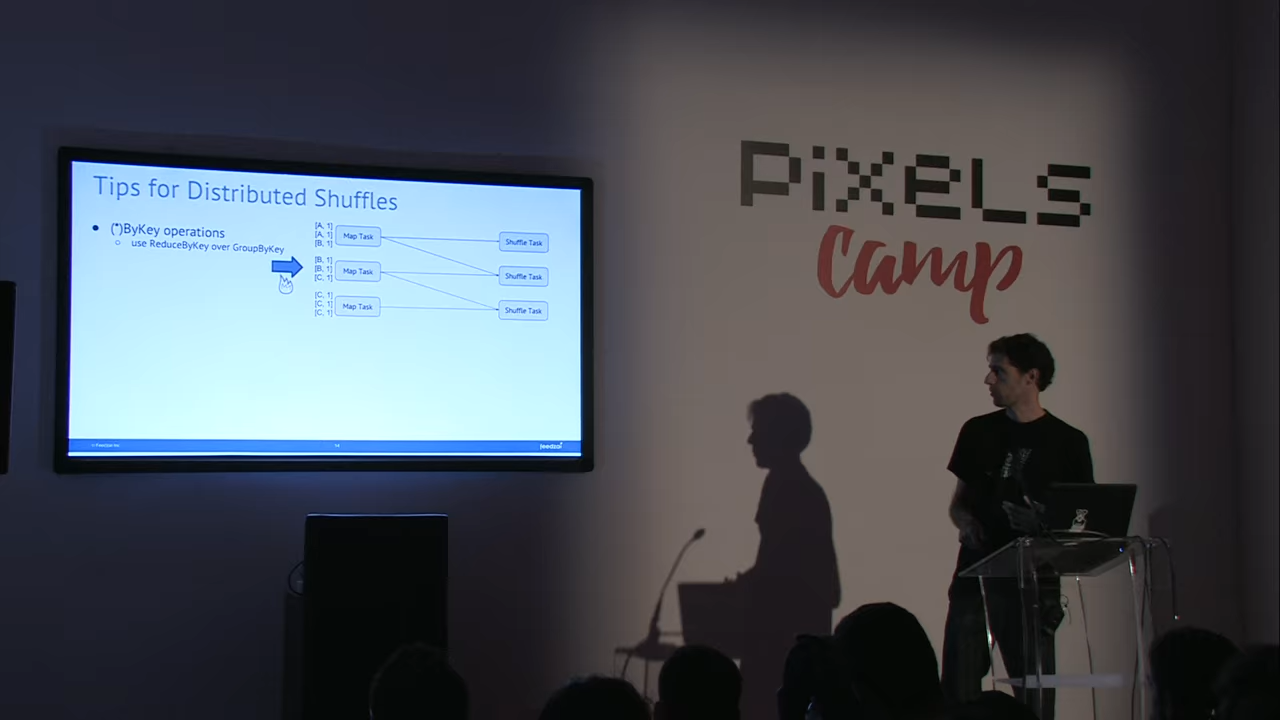 Tips for Distributed Shuffles
(*)ByKey operations
use ReduceByKey over GroupByKey
[A, 1]
[A, 1]
[B, 1]
Map Task
Shuffle Task
[B, 1]
[B, 1]
[C, 1]
Map Task
Shuffle Task
[C, 1]
[C, 1]
[C, 1]
Map Task
Shuffle Task
feedzai
PIXELS
Camp